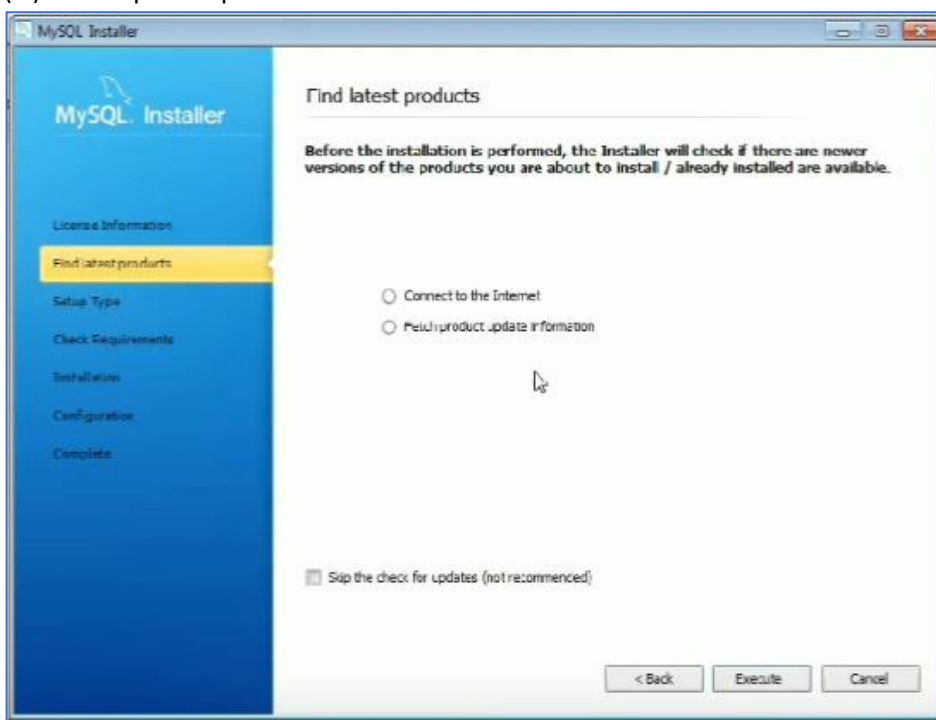 MySQL Installer
MySQL. Installer
License Information
Find latest products
Setup Type
Check Requirements
Installation
Configuration
Complete
Find latest products
Before the installation is performed, the Installer will check if there are newer
versions of the products you are about to install / already installed are available.
Connect to the Internet
Fetch product update information
Skip the check for updates (not recommended)
< Back
Execute
Cancel